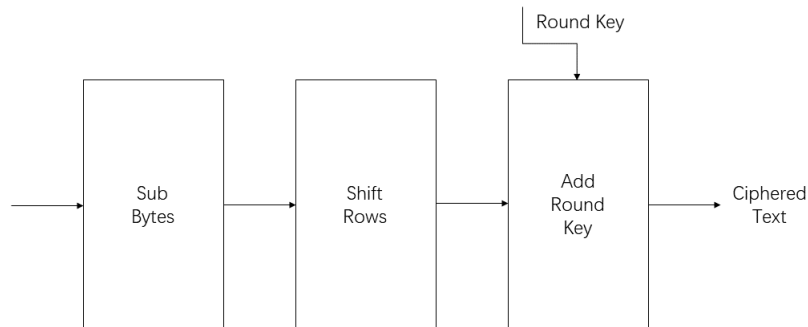 Round Key
Sub
Bytes
Shift
Rows
Add
Round
Key
Ciphered
Text